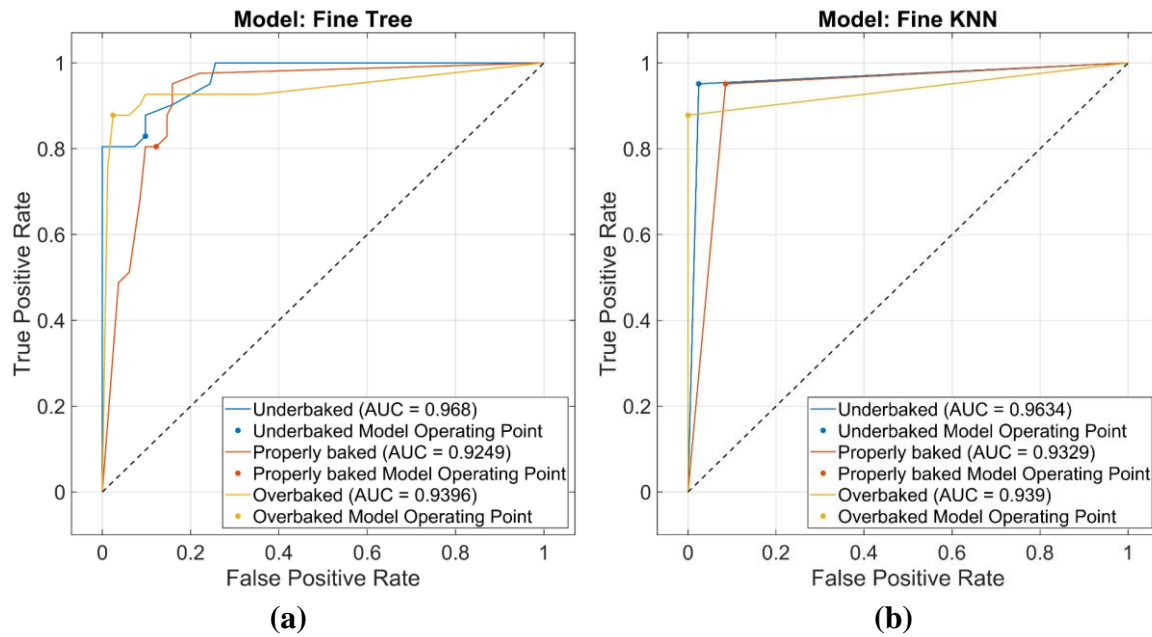 Model: Fine Tree
1
0.8
0.6
0.4
0.2
0
True Positive Rate
Underbaked (AUC = 0.968)
Underbaked Model Operating Point
Properly baked (AUC = 0.9249)
Properly baked Model Operating Point
Overbaked (AUC = 0.9396)
Overbaked Model Operating Point
0 0.2 0.4 0.6 0.8 1
False Positive Rate
(a)
Model: Fine KNN
1
0.8
0.6
0.4
0.2
0
True Positive Rate
Underbaked (AUC = 0.9634)
Underbaked Model Operating Point
Properly baked (AUC = 0.9329)
Properly baked Model Operating Point
Overbaked (AUC = 0.939)
Overbaked Model Operating Point
0 0.2 0.4 0.6 0.8 1
False Positive Rate
(b)